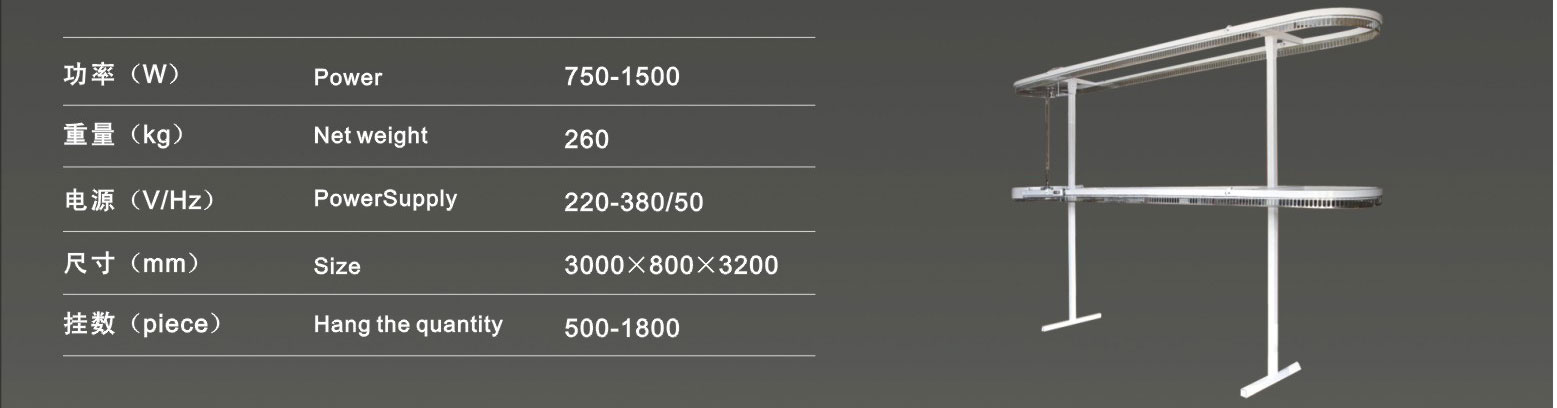 功率（W） Power 750-1500
重量（kg） Net weight 260
电源（V/Hz） PowerSupply 220-380/50
尺寸（mm） Size 3000×800×3200
挂数（piece） Hang the quantity 500-1800